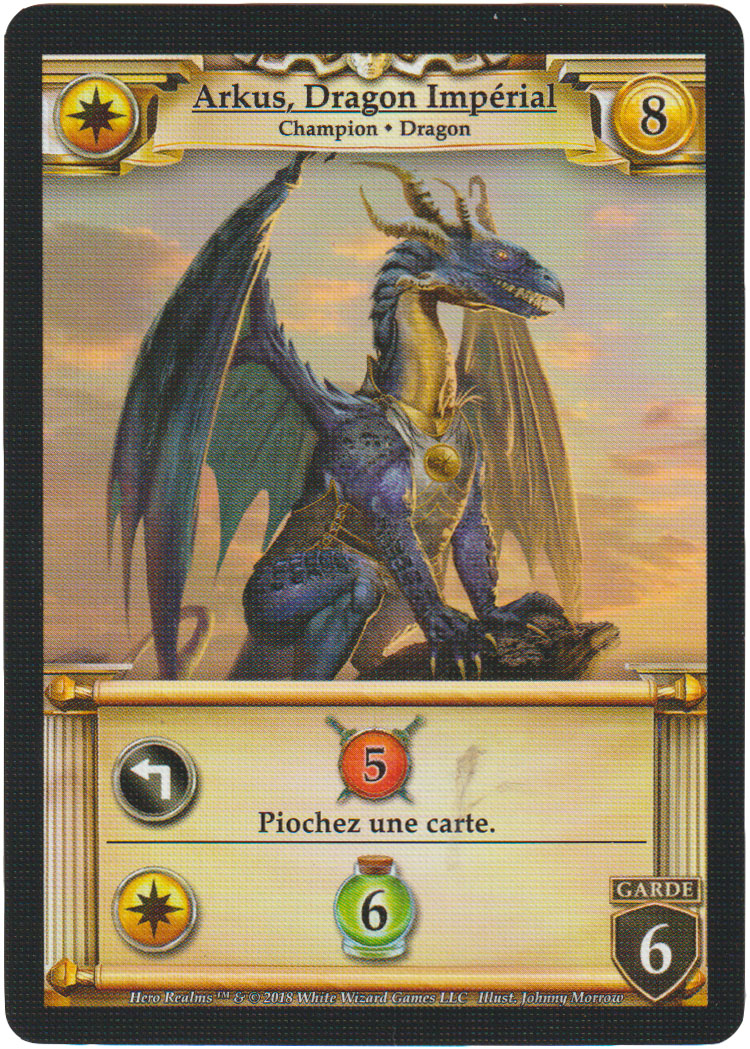 Arkus, Dragon Impérial
8
Champion • Dragon
5
Piochez une carte.
6
GARDE
6
Hero Realms™ & © 2018 White Wizard Games LLC Illust. Johnny Morrow